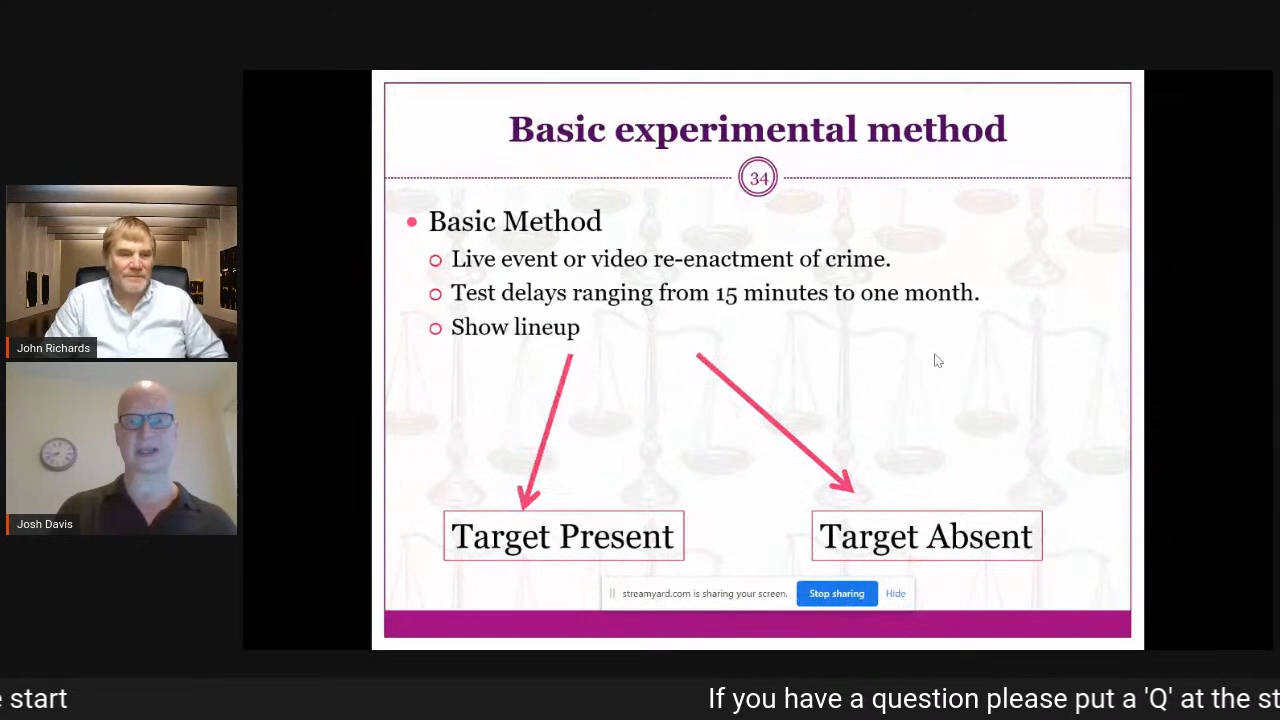 Basic experimental method
34
Basic Method
Live event or video re-enactment of crime.
Test delays ranging from 15 minutes to one month.
Show lineup
Target Present
Target Absent
streamyard.com is sharing your screen.
Stop sharing
Hide
John Richards
Josh Davis
start
If you have a question please put a 'Q' at the st